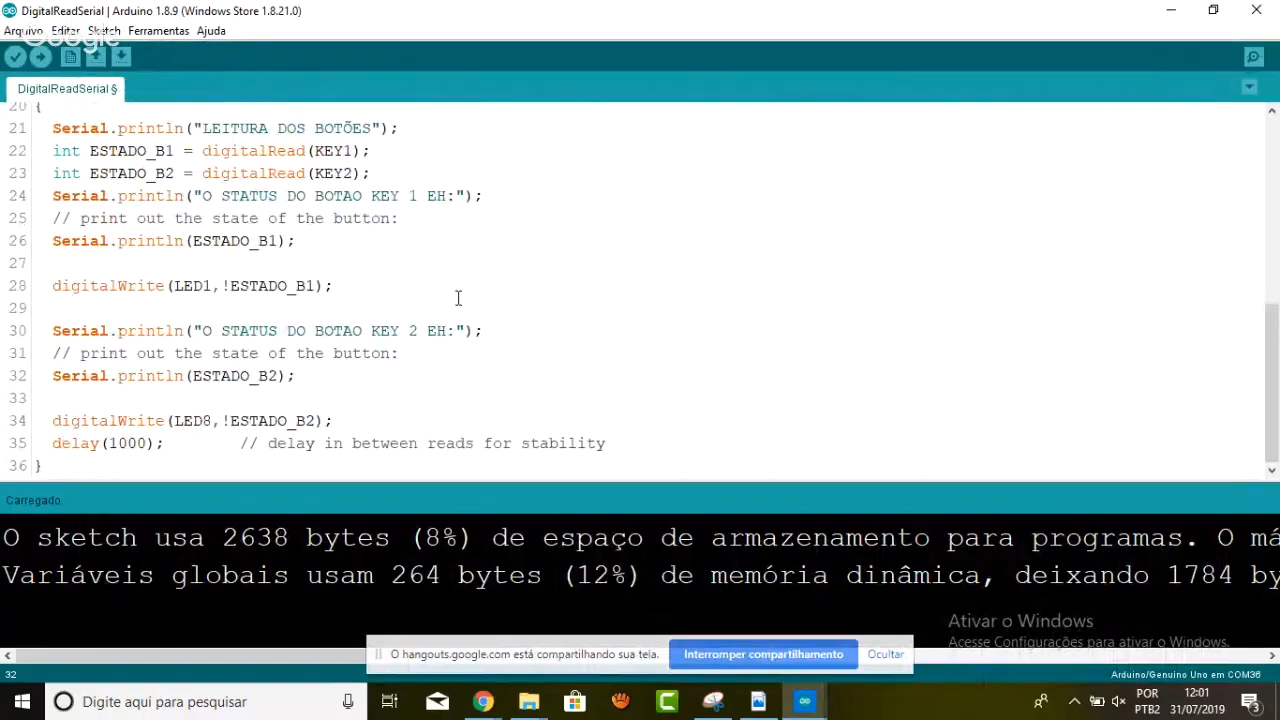 DigitalReadSerial | Arduino 1.8.9 (Windows Store 1.8.21.0)
Arquivo Editar Sketch Ferramentas Ajuda
Google
DigitalReadSerial §
20 {
21 Serial.println("LEITURA DOS BOTÕES");
22 int ESTADO_B1 = digitalRead(KEY1);
23 int ESTADO_B2 = digitalRead(KEY2);
24 Serial.println("O STATUS DO BOTAO KEY 1 EH:");
25 // print out the state of the button:
26 Serial.println(ESTADO_B1);
27
28 digitalWrite(LED1,!ESTADO_B1);
29
30 Serial.println("O STATUS DO BOTAO KEY 2 EH:");
31 // print out the state of the button:
32 Serial.println(ESTADO_B2);
33
34 digitalWrite(LED8,!ESTADO_B2);
35 delay(1000); // delay in between reads for stability
36 }
Carregado.
O sketch usa 2638 bytes (8%) de espaço de armazenamento para programas. O má
Variáveis globais usam 264 bytes (12%) de memória dinâmica, deixando 1784 by
Ativar o Windows
Acesse Configurações para ativar o Windows.
O hangouts.google.com está compartilhando sua tela. Interromper compartilhamento Ocultar
32 Arduino/Genuino Uno em COM36
Digite aqui para pesquisar
POR
PTB2
12:01
31/07/2019
3